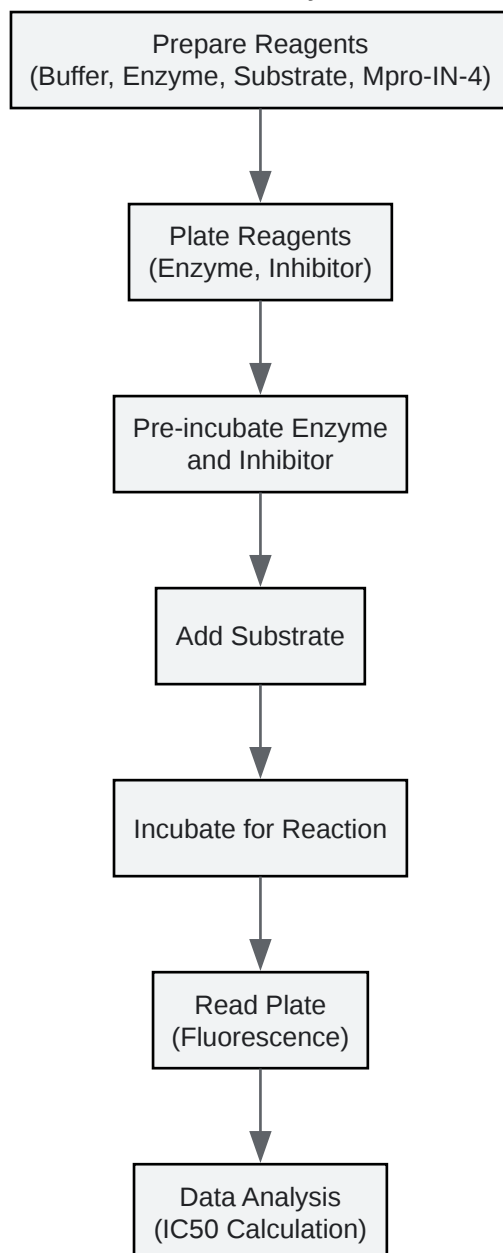 Prepare Reagents
(Buffer, Enzyme, Substrate, Mpro-IN-4)
Plate Reagents
(Enzyme, Inhibitor)
Pre-incubate Enzyme
and Inhibitor
Add Substrate
Incubate for Reaction
Read Plate
(Fluorescence)
Data Analysis
(IC50 Calculation)